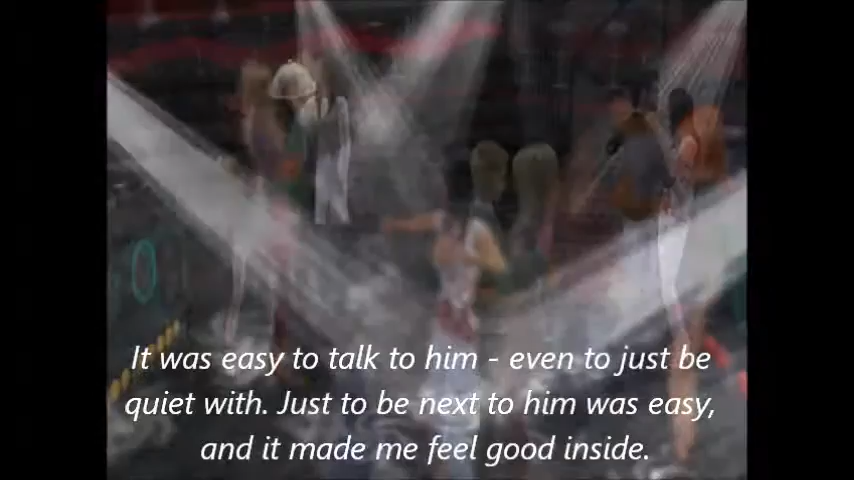 It was easy to talk to him - even to just be
quiet with. Just to be next to him was easy,
and it made me feel good inside.